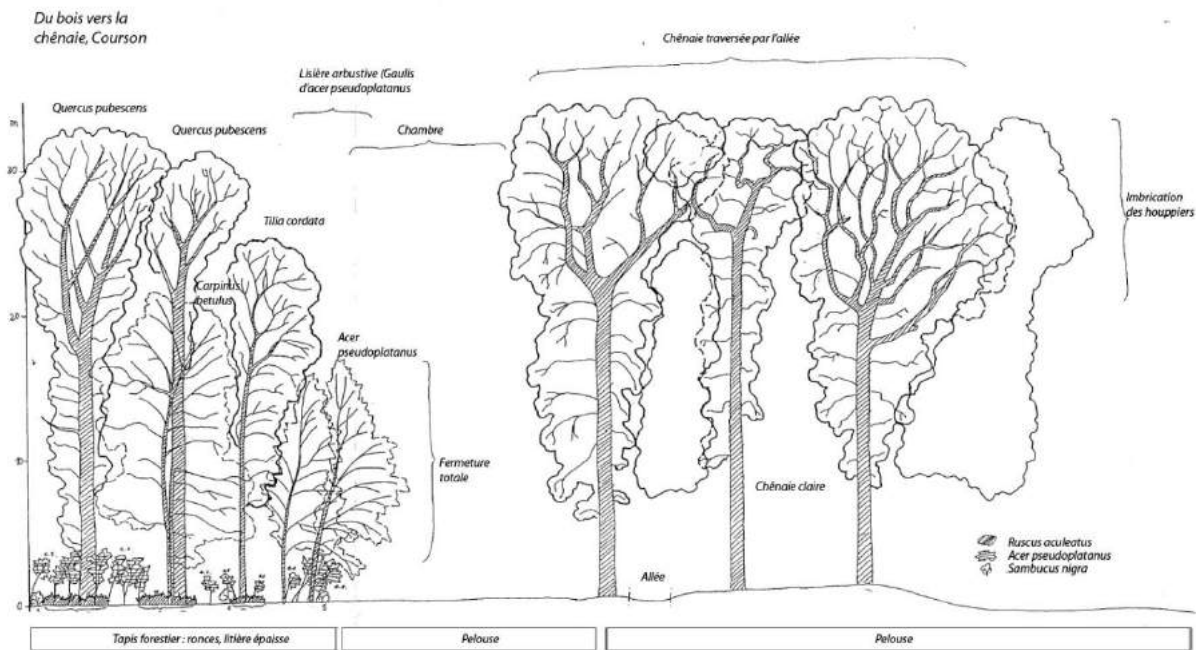 Du bois vers la
chênaie, Courson
Chênaie traversée par l'allée
Lisière arbustive (Gaulis
d'acer pseudoplatanus
Quercus pubescens
Quercus pubescens
Chambre
Tilia cordata
Imbrication
des houppiers
Carpinus
betulus
Acer
pseudoplatanus
Fermeture
totale
Chênaie claire
Ruscus aculeatus
Acer pseudoplatanus
Sambucus nigra
Allée
Tapis forestier : ronces, litière épaisse
Pelouse
Pelouse